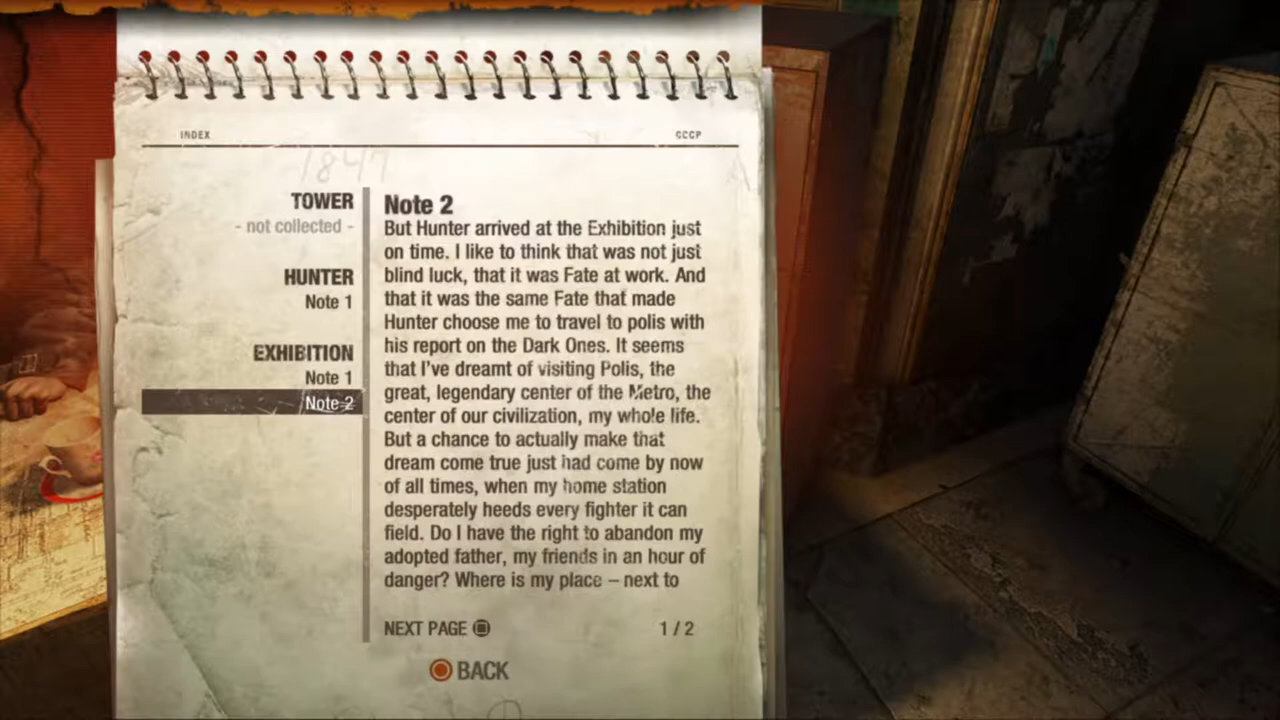 INDEX
CCCP
1847
TOWER
- not collected -
HUNTER
Note 1
EXHIBITION
Note 1
Note 2
Note 2
But Hunter arrived at the Exhibition just
on time. I like to think that was not just
blind luck, that it was Fate at work. And
that it was the same Fate that made
Hunter choose me to travel to polis with
his report on the Dark Ones. It seems
that I've dreamt of visiting Polis, the
great, legendary center of the Metro, the
center of our civilization, my whole life.
But a chance to actually make that
dream come true just had come by now
of all times, when my home station
desperately heeds every fighter it can
field. Do I have the right to abandon my
adopted father, my friends in an hour of
danger? Where is my place – next to
NEXT PAGE
1 / 2
BACK